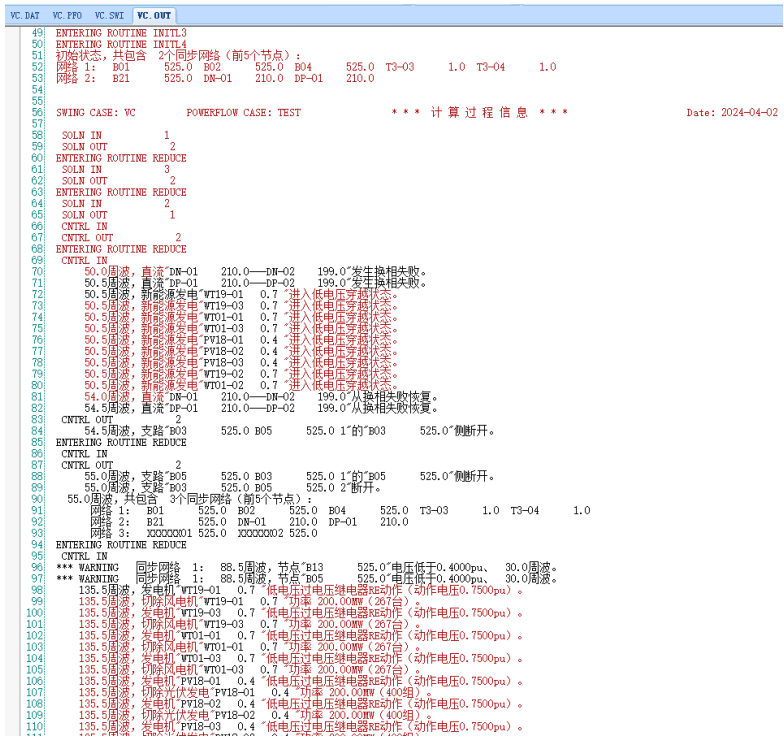 VC.DAT VC.PFO VC.SWI VC.OUT
49 ENTERING ROUTINE INITL3
50 ENTERING ROUTINE INITL4
51 初始状态，共包含 2个同步网络（前5个节点）：
52 网络 1: B01 525.0 B02 525.0 B04 525.0 T3-03 1.0 T3-04 1.0
53 网络 2: B21 525.0 DN-01 210.0 DP-01 210.0
54
55
56 SWING CASE: VC POWERFLOW CASE: TEST * * * 计 算 过 程 信 息 * * * Date: 2024-04-02
57
58 SOLN IN 1
59 SOLN OUT 2
60 ENTERING ROUTINE REDUCE
61 SOLN IN 3
62 SOLN OUT 2
63 ENTERING ROUTINE REDUCE
64 SOLN IN 2
65 SOLN OUT 1
66 CNTRL IN
67 CNTRL OUT 2
68 ENTERING ROUTINE REDUCE
69 CNTRL IN
70 50.0周波，直流"DN-01 210.0——DN-02 199.0"发生换相失败。
71 50.5周波，直流"DP-01 210.0——DP-02 199.0"发生换相失败。
72 50.5周波，新能源发电"WT19-01 0.7 "进入低电压穿越状态。
73 50.5周波，新能源发电"WT19-03 0.7 "进入低电压穿越状态。
74 50.5周波，新能源发电"WT01-01 0.7 "进入低电压穿越状态。
75 50.5周波，新能源发电"WT01-03 0.7 "进入低电压穿越状态。
76 50.5周波，新能源发电"PV18-01 0.4 "进入低电压穿越状态。
77 50.5周波，新能源发电"PV18-02 0.4 "进入低电压穿越状态。
78 50.5周波，新能源发电"PV18-03 0.4 "进入低电压穿越状态。
79 50.5周波，新能源发电"WT19-02 0.7 "进入低电压穿越状态。
80 50.5周波，新能源发电"WT01-02 0.7 "进入低电压穿越状态。
81 54.0周波，直流"DN-01 210.0——DN-02 199.0"从换相失败恢复。
82 54.5周波，直流"DP-01 210.0——DP-02 199.0"从换相失败恢复。
83 CNTRL OUT 2
84 54.5周波，支路"B03 525.0 B05 525.0 1"的"B03 525.0"侧断开。
85 ENTERING ROUTINE REDUCE
86 CNTRL IN
87 CNTRL OUT 2
88 55.0周波，支路"B05 525.0 B03 525.0 1"的"B05 525.0"侧断开。
89 55.0周波，支路"B03 525.0 B05 525.0 2"断开。
90 55.0周波，共包含 3个同步网络（前5个节点）：
91 网络 1: B01 525.0 B02 525.0 B04 525.0 T3-03 1.0 T3-04 1.0
92 网络 2: B21 525.0 DN-01 210.0 DP-01 210.0
93 网络 3: XXXXXX01 525.0 XXXXXX02 525.0
94 ENTERING ROUTINE REDUCE
95 CNTRL IN
96 *** WARNING 同步网络 1: 88.5周波，节点"B13 525.0"电压低于0.4000pu、 30.0周波。
97 *** WARNING 同步网络 1: 88.5周波，节点"B05 525.0"电压低于0.4000pu、 30.0周波。
98 135.5周波，发电机"WT19-01 0.7 "低电压过电压继电器RE动作（动作电压0.7500pu）。
99 135.5周波，切除风电机"WT19-01 0.7 "功率 200.00MW（267台）。
100 135.5周波，发电机"WT19-03 0.7 "低电压过电压继电器RE动作（动作电压0.7500pu）。
101 135.5周波，切除风电机"WT19-03 0.7 "功率 200.00MW（267台）。
102 135.5周波，发电机"WT01-01 0.7 "低电压过电压继电器RE动作（动作电压0.7500pu）。
103 135.5周波，切除风电机"WT01-01 0.7 "功率 200.00MW（267台）。
104 135.5周波，发电机"WT01-03 0.7 "低电压过电压继电器RE动作（动作电压0.7500pu）。
105 135.5周波，切除风电机"WT01-03 0.7 "功率 200.00MW（267台）。
106 135.5周波，发电机"PV18-01 0.4 "低电压过电压继电器RE动作（动作电压0.7500pu）。
107 135.5周波，切除光伏发电"PV18-01 0.4 "功率 200.00MW（400组）。
108 135.5周波，发电机"PV18-02 0.4 "低电压过电压继电器RE动作（动作电压0.7500pu）。
109 135.5周波，切除光伏发电"PV18-02 0.4 "功率 200.00MW（400组）。
110 135.5周波，发电机"PV18-03 0.4 "低电压过电压继电器RE动作（动作电压0.7500pu）。